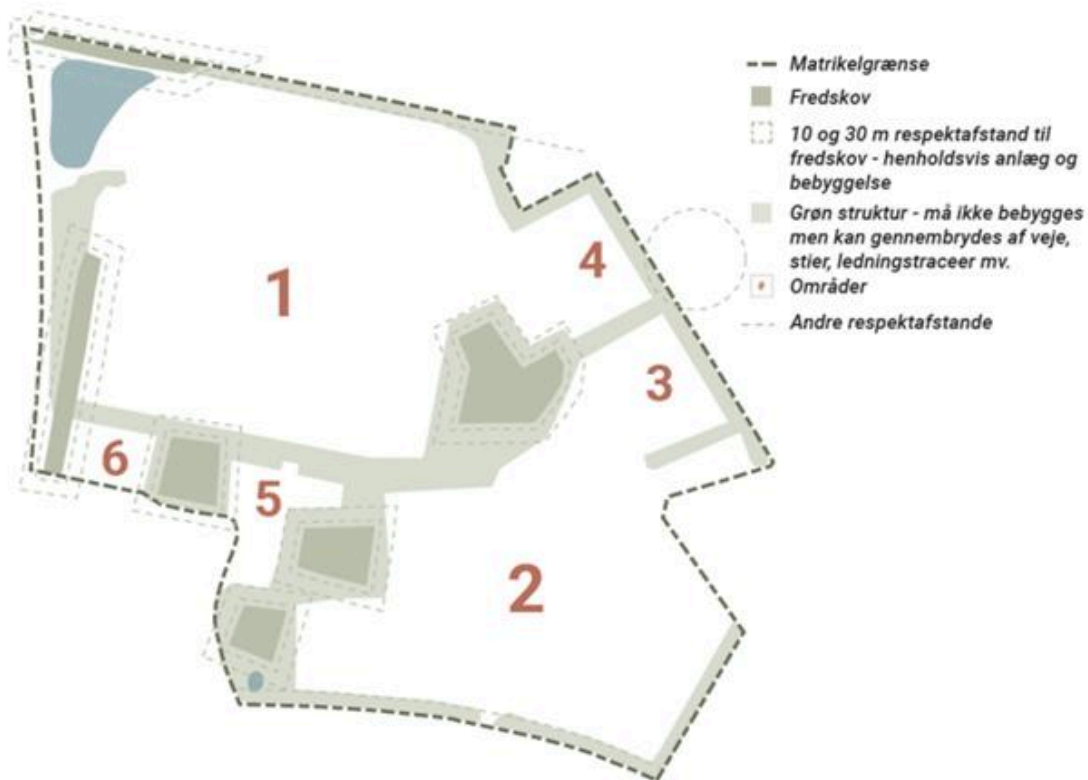 Matrikelgrænse
Fredskov
10 og 30 m respektafstand til
fredskov - henholdsvis anlæg og
bebyggelse
Grøn struktur - må ikke bebygges
men kan gennembrydes af veje,
stier, ledningstraceer mv.
Områder
Andre respektafstande
1
4
3
6
5
2